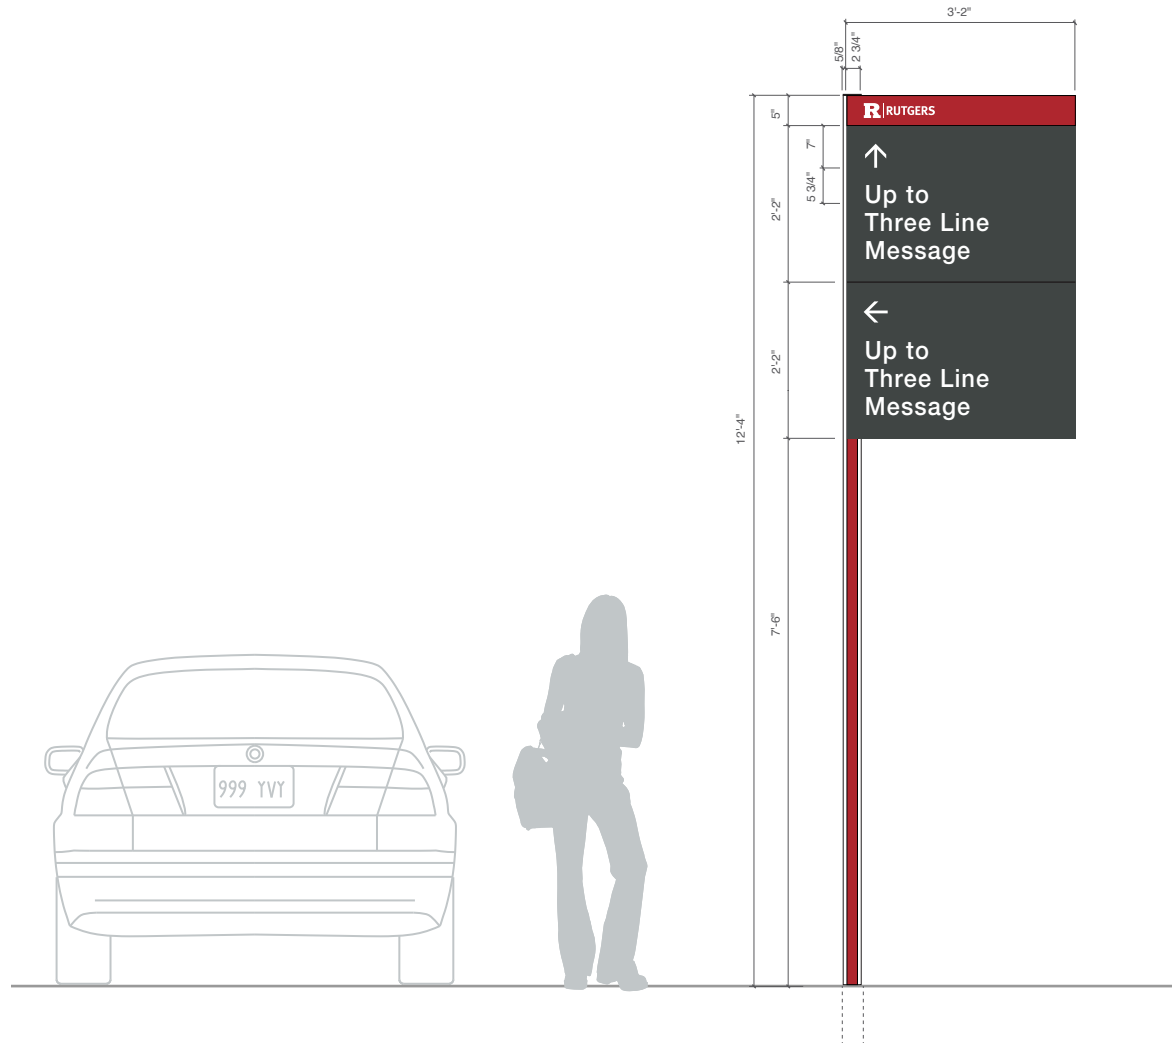 3'-2"
5/8"
2 3/4"
5"
R RUTGERS
7"
5 3/4"
2'-2"
Up to
Three Line
Message
2'-2"
Up to
Three Line
Message
12'-4"
7'-6"
999 YVY